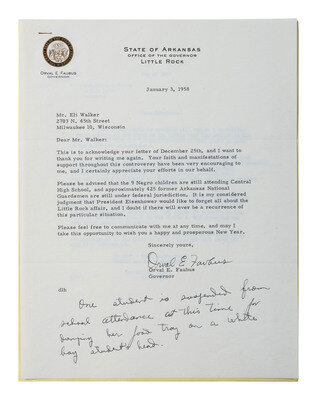 STATE OF ARKANSAS
OFFICE OF THE GOVERNOR
LITTLE ROCK
ORVAL E. FAUBUS
GOVERNOR
January 3, 1958
Mr. Eli Walker
2703 N. 45th Street
Milwaukee 10, Wisconsin
Dear Mr. Walker:
This is to acknowledge your letter of December 25th, and I want to
thank you for writing me again. Your faith and manifestations of
support throughout this controversy have been very encouraging to
me, and I certainly appreciate your efforts in our behalf.
Please be advised that the 9 Negro children are still attending Central
High School, and approximately 425 former Arkansas National
Guardsmen are still under federal jurisdiction. It is my considered
judgment that President Eisenhower would like to forget all about the
Little Rock affair, and I doubt if there will ever be a recurrence of
this particular situation.
Please feel free to communicate with me at any time, and may I
take this opportunity to wish you a happy and prosperous New Year.
Sincerely yours,
Orval E. Faubus
Orval E. Faubus
Governor
One student is suspended from
school attendance at this time for
banging her food tray on a white
boy student's head.